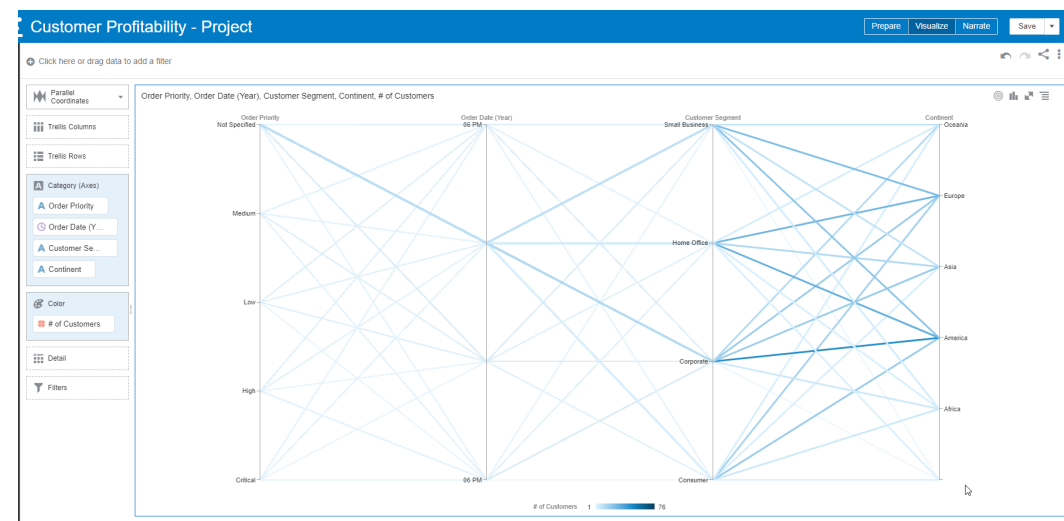 Customer Profitability - Project
Prepare Visualize Narrate Save
Click here or drag data to add a filter
Parallel Coordinates
Trellis Columns
Trellis Rows
Category (Axes)
Order Priority
Order Date (Y...
Customer Se...
Continent
Color
# of Customers
Detail
Filters
Order Priority, Order Date (Year), Customer Segment, Continent, # of Customers
Order Priority
Not Specified
Medium
Low
High
Critical
Order Date (Year)
06 PM
06 PM
Customer Segment
Small Business
Home Office
Corporate
Consumer
Continent
Oceania
Europe
Asia
America
Africa
# of Customers 1 76